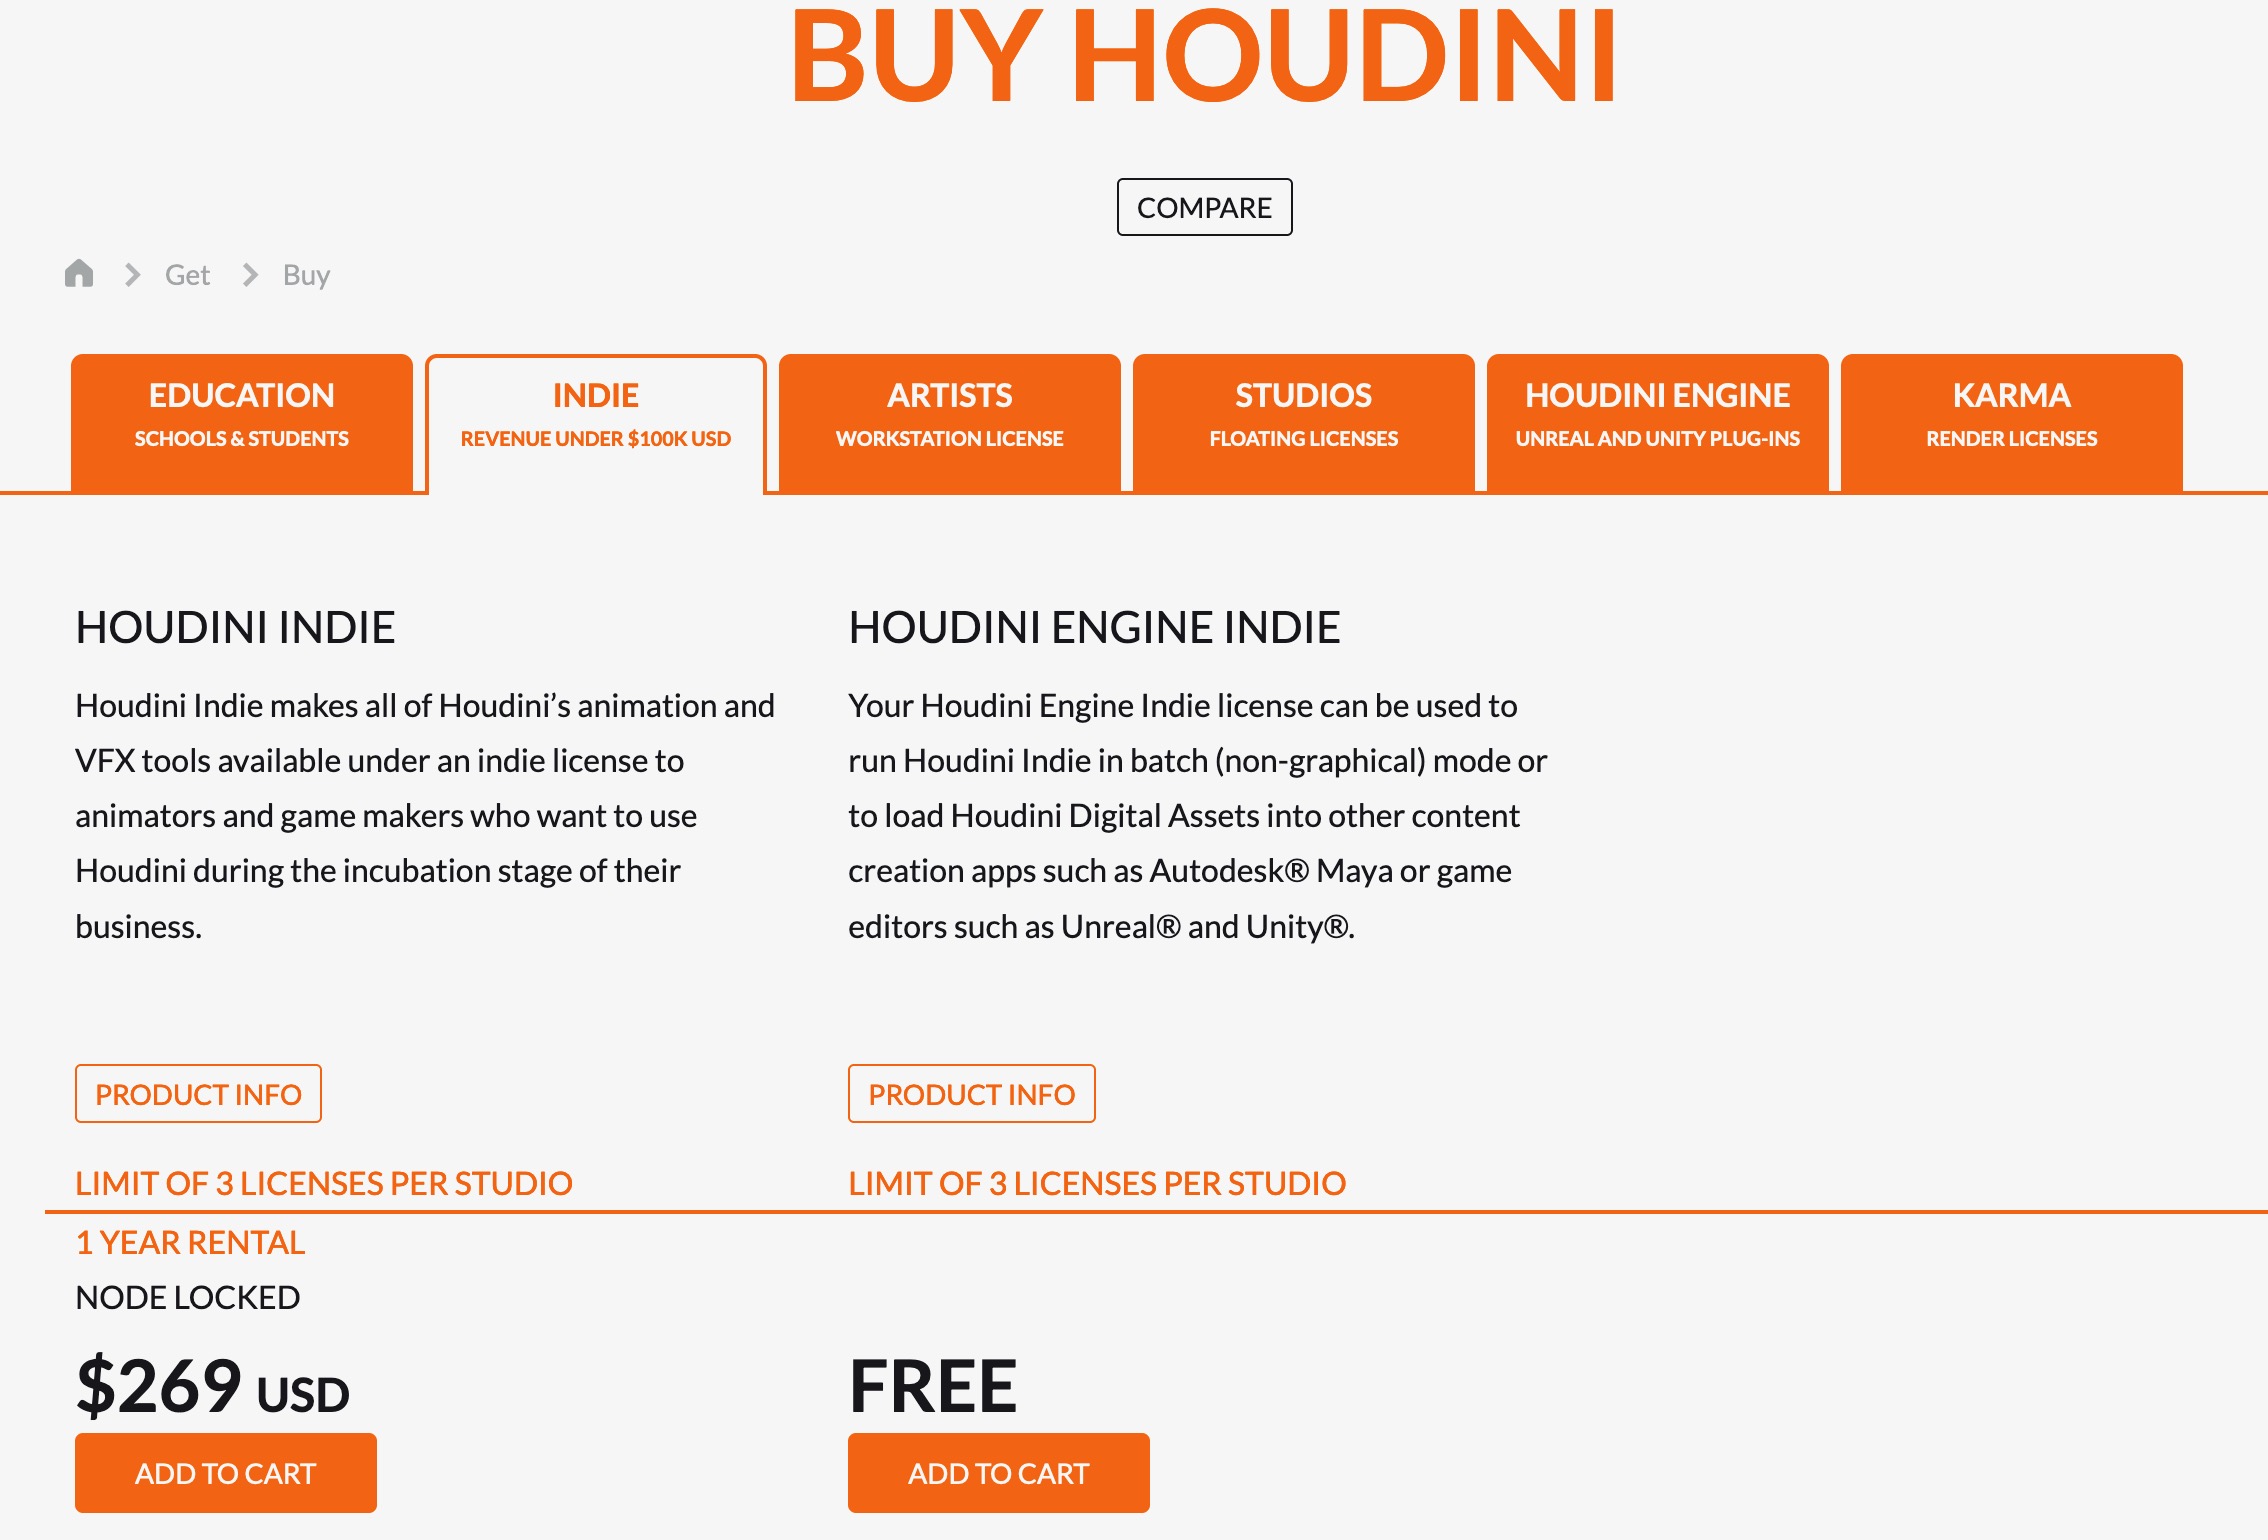 BUY HOUDINI
COMPARE
Get
Buy
EDUCATION
SCHOOLS & STUDENTS
INDIE
REVENUE UNDER $100K USD
ARTISTS
WORKSTATION LICENSE
STUDIOS
FLOATING LICENSES
HOUDINI ENGINE
UNREAL AND UNITY PLUG-INS
KARMA
RENDER LICENSES
HOUDINI INDIE
Houdini Indie makes all of Houdini’s animation and
VFX tools available under an indie license to
animators and game makers who want to use
Houdini during the incubation stage of their
business.
PRODUCT INFO
LIMIT OF 3 LICENSES PER STUDIO
1 YEAR RENTAL
NODE LOCKED
$269 USD
ADD TO CART
HOUDINI ENGINE INDIE
Your Houdini Engine Indie license can be used to
run Houdini Indie in batch (non-graphical) mode or
to load Houdini Digital Assets into other content
creation apps such as Autodesk® Maya or game
editors such as Unreal® and Unity®.
PRODUCT INFO
LIMIT OF 3 LICENSES PER STUDIO
FREE
ADD TO CART